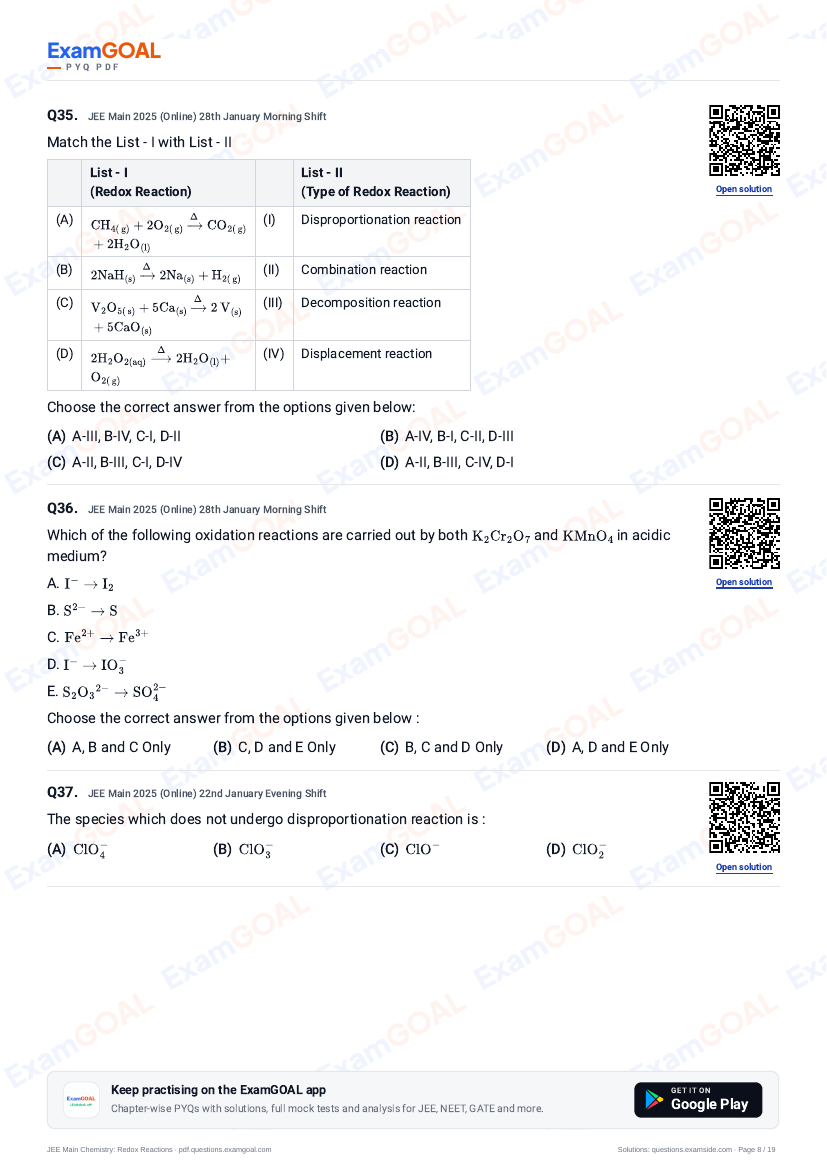 ExamGOAL
PYQ PDF
Q35. JEE Main 2025 (Online) 28th January Morning Shift
Match the List - I with List - II
List - I
(Redox Reaction)
List - II
(Type of Redox Reaction)
(A) CH₄₍g₎ + 2O₂₍g₎ —Δ→ CO₂₍g₎ + 2H₂O₍l₎ (I) Disproportionation reaction
(B) 2NaH₍s₎ —Δ→ 2Na₍s₎ + H₂₍g₎ (II) Combination reaction
(C) V₂O₅₍s₎ + 5Ca₍s₎ —Δ→ 2 V₍s₎ + 5CaO₍s₎ (III) Decomposition reaction
(D) 2H₂O₂₍aq₎ —Δ→ 2H₂O₍l₎+ O₂₍g₎ (IV) Displacement reaction
Open solution
Choose the correct answer from the options given below:
(A) A-III, B-IV, C-I, D-II (B) A-IV, B-I, C-II, D-III
(C) A-II, B-III, C-I, D-IV (D) A-II, B-III, C-IV, D-I
Q36. JEE Main 2025 (Online) 28th January Morning Shift
Which of the following oxidation reactions are carried out by both K₂Cr₂O₇ and KMnO₄ in acidic
medium?
Open solution
A. I⁻ → I₂
B. S²⁻ → S
C. Fe²⁺ → Fe³⁺
D. I⁻ → IO₃⁻
E. S₂O₃²⁻ → SO₄²⁻
Choose the correct answer from the options given below :
(A) A, B and C Only (B) C, D and E Only (C) B, C and D Only (D) A, D and E Only
Q37. JEE Main 2025 (Online) 22nd January Evening Shift
The species which does not undergo disproportionation reaction is :
(A) ClO₄⁻ (B) ClO₃⁻ (C) ClO⁻ (D) ClO₂⁻
Open solution
Keep practising on the ExamGOAL app
Chapter-wise PYQs with solutions, full mock tests and analysis for JEE, NEET, GATE and more.
GET IT ON
Google Play
JEE Main Chemistry: Redox Reactions · pdf.questions.examgoal.com
Solutions: questions.examside.com · Page 8 / 19